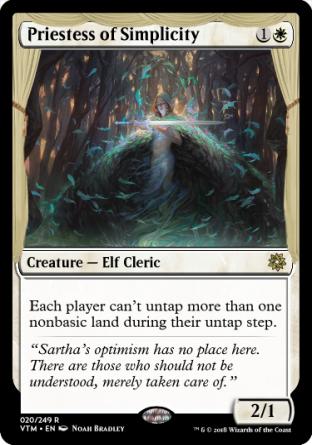 Priestess of Simplicity 1
Creature — Elf Cleric
Each player can't untap more than one
nonbasic land during their untap step.
"Sartha's optimism has no place here.
There are those who should not be
understood, merely taken care of."
2/1
020/249 R
VTM • EN Noah Bradley
™ & © 2018 Wizards of the Coast